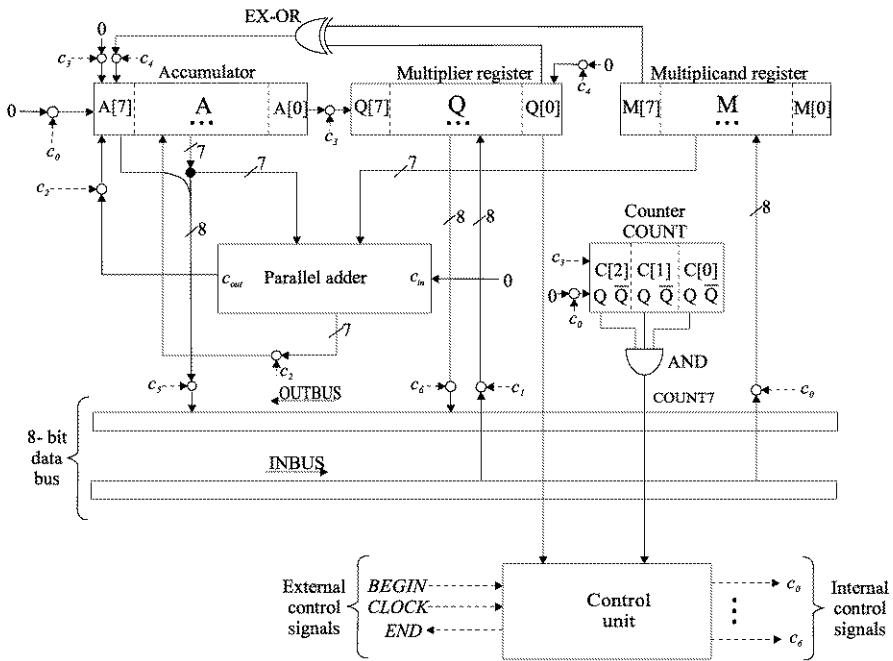 EX-OR
0
c3
c4
Accumulator
Multiplier register
0
c4
Multiplicand register
0
c0
A[7] A A[0]
...
c3
Q[7] Q Q[0]
...
M[7] M M[0]
...
7
7
7
c2
8
8
8
8
Counter
COUNT
c3
C[2] C[1] C[0]
0
Q Q̅ Q Q̅ Q Q̅
c0
cout
Parallel adder
cin
0
7
c2
AND
c5
OUTBUS
c6
c1
COUNT7
c0
8- bit
data
bus
INBUS
External
control
signals
BEGIN
CLOCK
END
Control
unit
c0
c6
Internal
control
signals